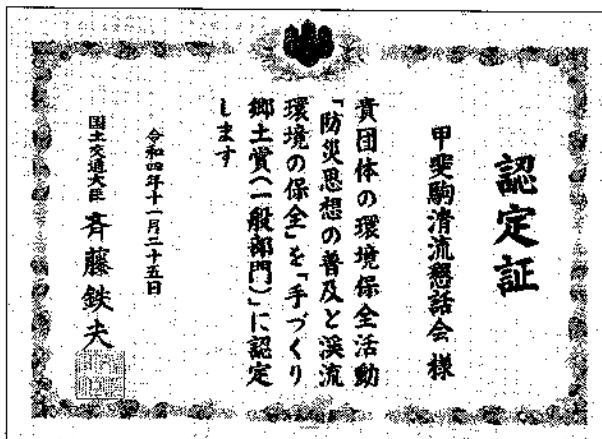 認定証
甲斐駒清流懇話会 様
貴団体の環境保全活動
「防災思想の普及と渓流
環境の保全」を「手づくり
郷土賞(一般部門)」に認定
します
令和四年十一月二十五日
国土交通大臣 斉藤鉄夫